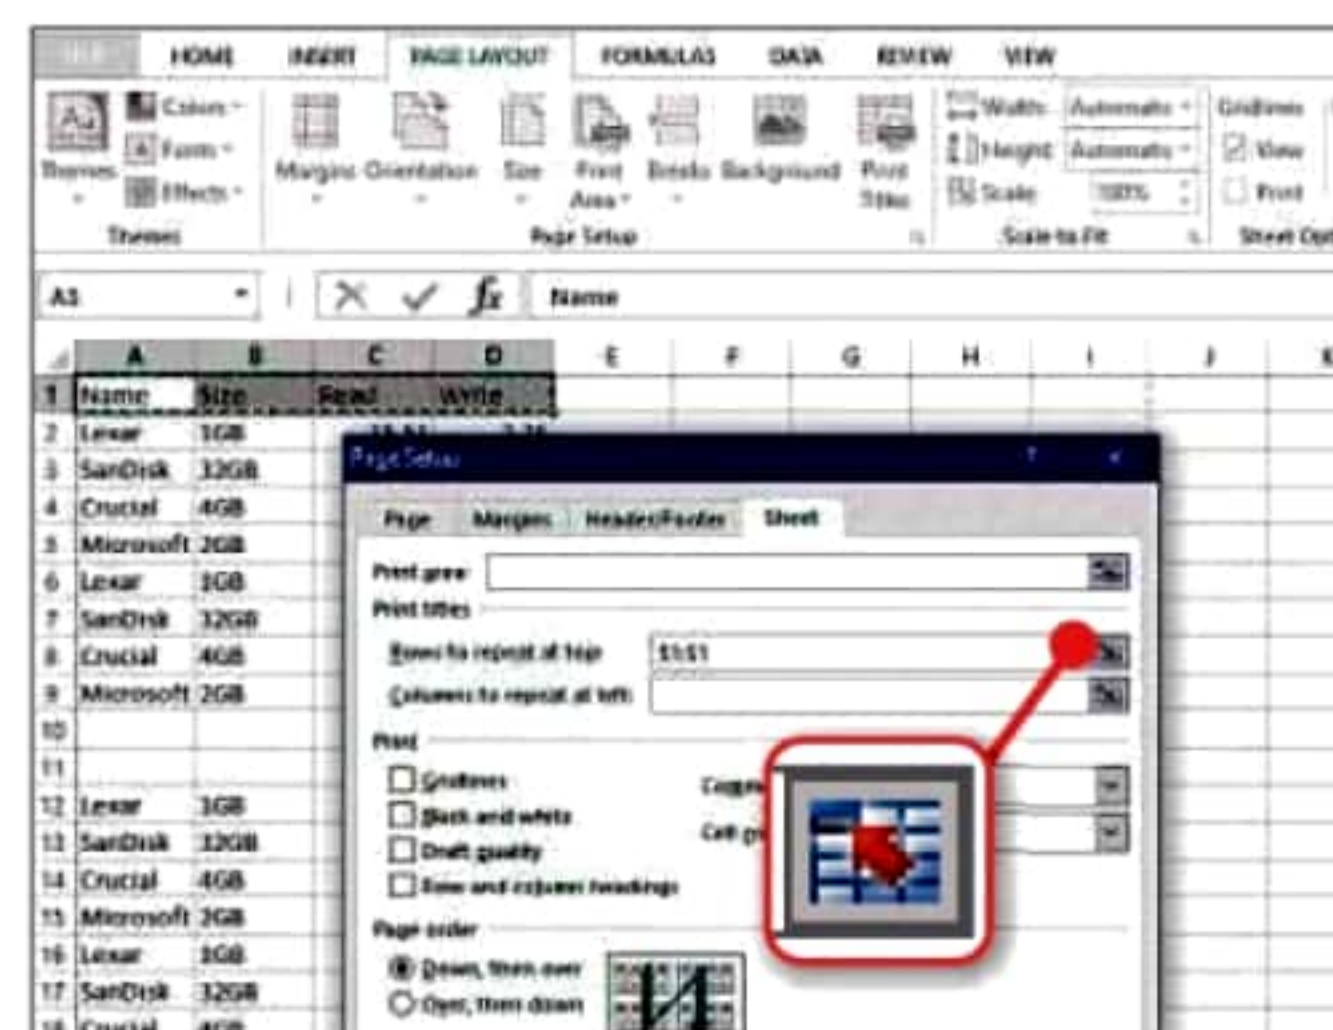 HOME INSERT PAGE LAYOUT FORMULAS DATA REVIEW VIEW
Colors Width: Automatic Gridlines
Fonts Height: Automatic View
Themes Margins Orientation Size Print Breaks Background Print
Effects Area Titles Scale: 100% Print
Themes Page Setup Scale to Fit Sheet
A1 fx Name
A B C D E F G H I J
1 Name Size Read Write
2 Lexar 1GB
Page Setup ?
3 SanDisk 32GB
4 Crucial 4GB
Page Margins Header/Footer Sheet
5 Microsoft 2GB
Print area:
6 Lexar 1GB
Print titles
7 SanDisk 32GB
8 Crucial 4GB Rows to repeat at top: $1:$1
9 Microsoft 2GB Columns to repeat at left:
10
Print
11
Gridlines
12 Lexar 1GB
Black and white
13 SanDisk 32GB
Draft quality
14 Crucial 4GB
Row and column headings
15 Microsoft 2GB
Page order
16 Lexar 1GB
Down, then over
17 SanDisk 32GB
Over, then down
18 Crucial 4GB